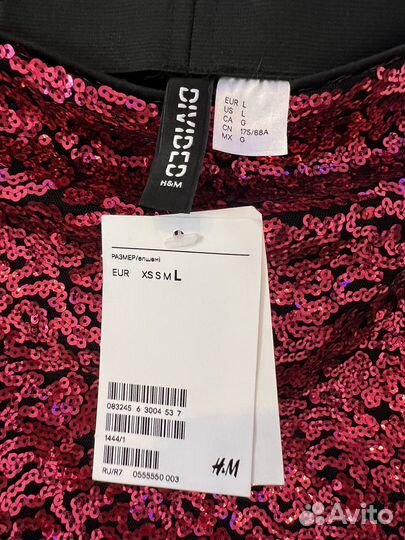 DIVIDED
H&M
EUR L
US L
CA G
CN 175/88A
MX G
РАЗМЕР/өлшемі
EUR XS S M L
083245 6 3004 53 7
1444/1
RU/R7 0555550 003
H&M
Avito